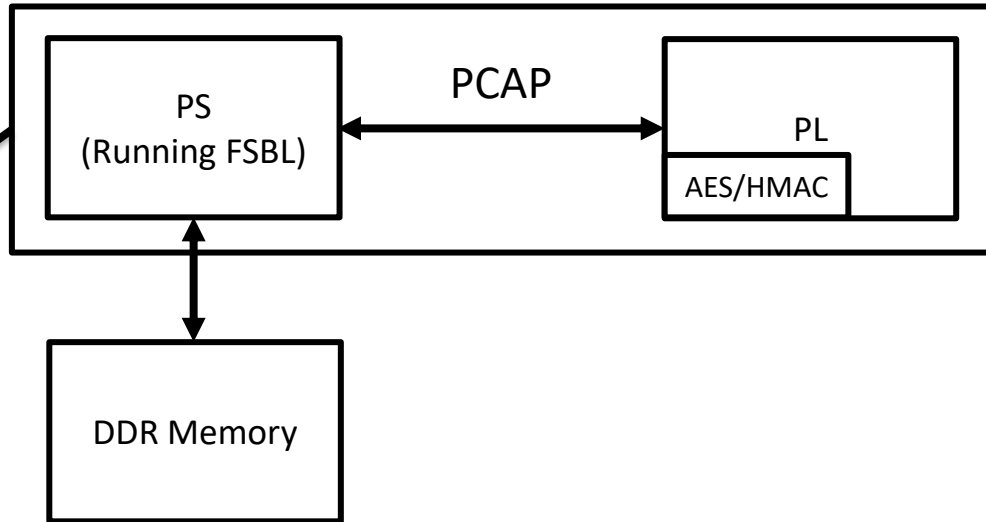 PS
(Running FSBL)
PCAP
PL
AES/HMAC
DDR Memory